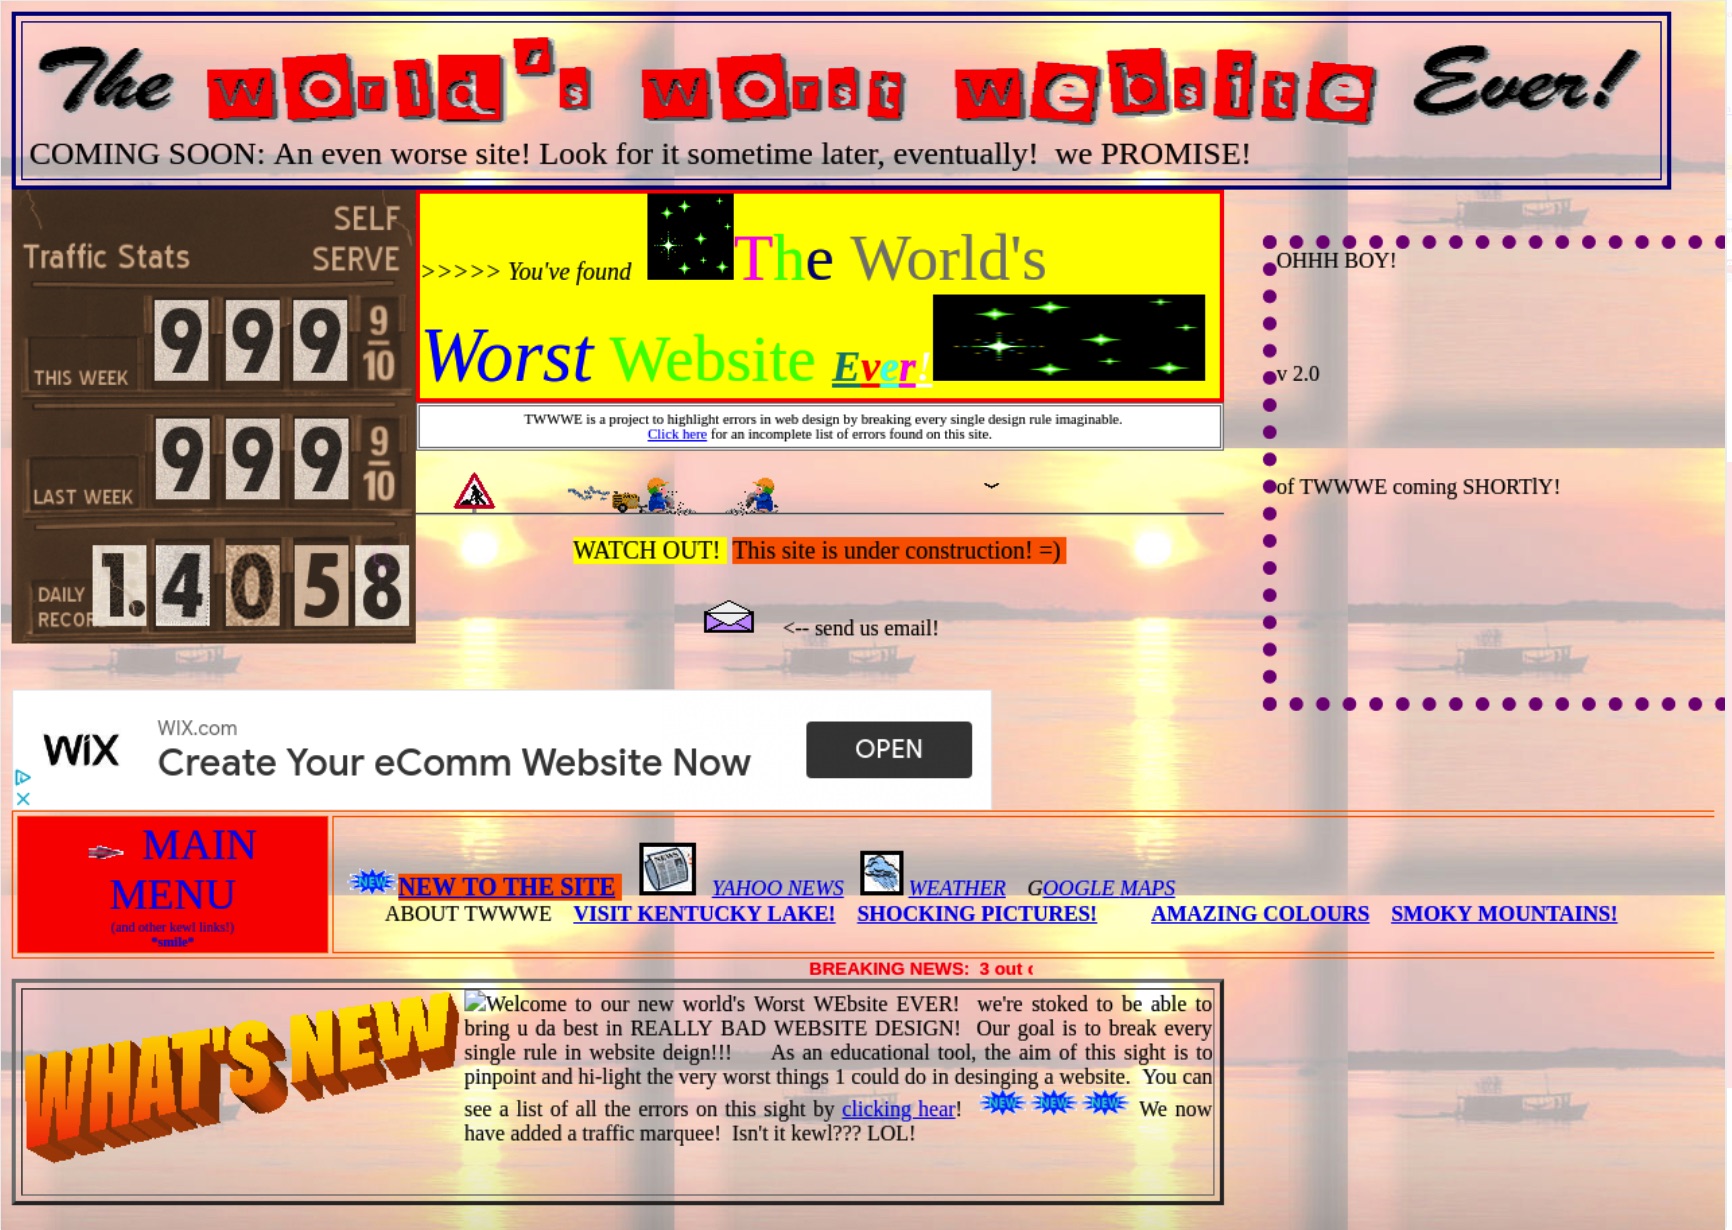 The world's worst website Ever!
COMING SOON: An even worse site! Look for it sometime later, eventually!  we PROMISE!
SELF
Traffic Stats SERVE
999 9/10
THIS WEEK
999 9/10
LAST WEEK
1.4058
DAILY
RECOR
>>>>> You've found The World's
Worst Website Ever!
TWWWE is a project to highlight errors in web design by breaking every single design rule imaginable.
Click here for an incomplete list of errors found on this site.
WATCH OUT! This site is under construction! =)
<-- send us email!
OHHH BOY!
v 2.0
of TWWWE coming SHORTlY!
WIX
WIX.com
Create Your eComm Website Now
OPEN
MAIN
MENU
(and other kewl links!)
*smile*
NEW NEW TO THE SITE NEWS YAHOO NEWS WEATHER GOOGLE MAPS
ABOUT TWWWE VISIT KENTUCKY LAKE! SHOCKING PICTURES! AMAZING COLOURS SMOKY MOUNTAINS!
BREAKING NEWS:  3 out
WHAT'S NEW
Welcome to our new world's Worst WEbsite EVER!  we're stoked to be able to
bring u da best in REALLY BAD WEBSITE DESIGN!  Our goal is to break every
single rule in website deign!!!  As an educational tool, the aim of this sight is to
pinpoint and hi-light the very worst things 1 could do in desinging a website.  You can
see a list of all the errors on this sight by clicking hear! NEW NEW NEW We now
have added a traffic marquee!  Isn't it kewl??? LOL!